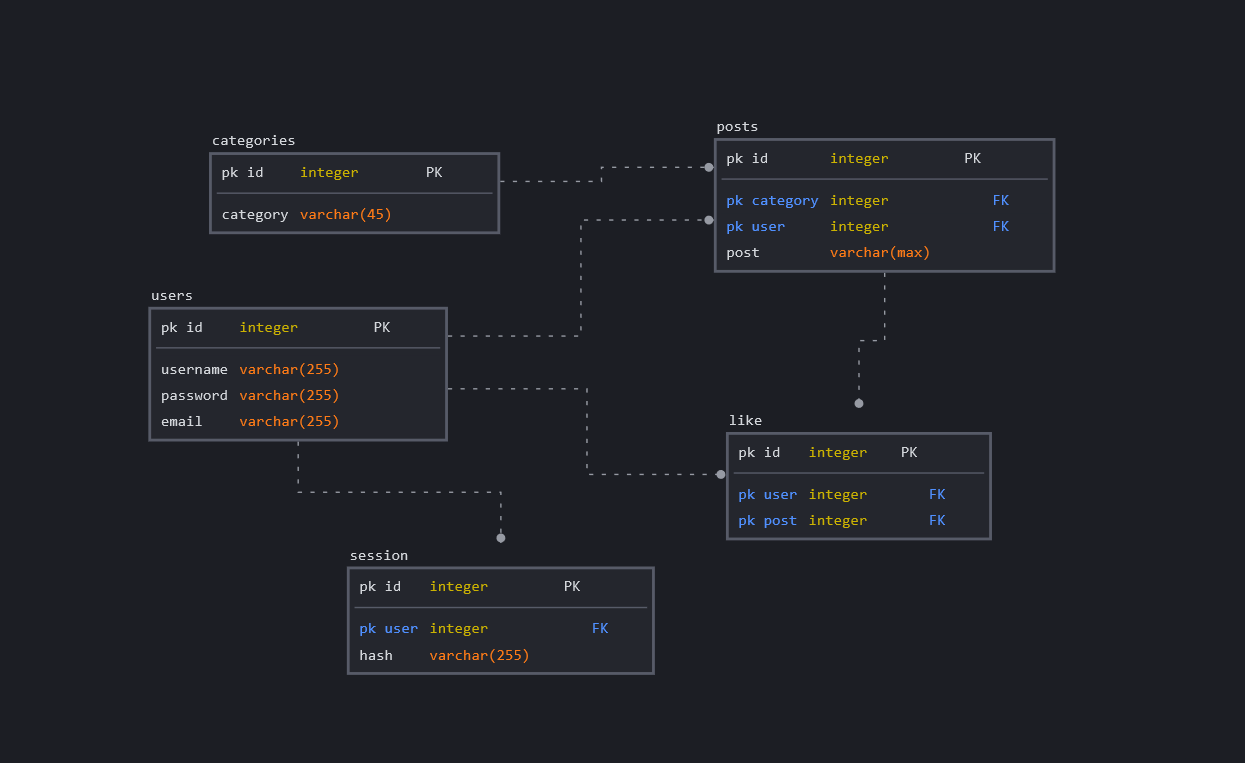 categories
pk id integer PK
category varchar(45)
posts
pk id integer PK
pk category integer FK
pk user integer FK
post varchar(max)
users
pk id integer PK
username varchar(255)
password varchar(255)
email varchar(255)
like
pk id integer PK
pk user integer FK
pk post integer FK
session
pk id integer PK
pk user integer FK
hash varchar(255)